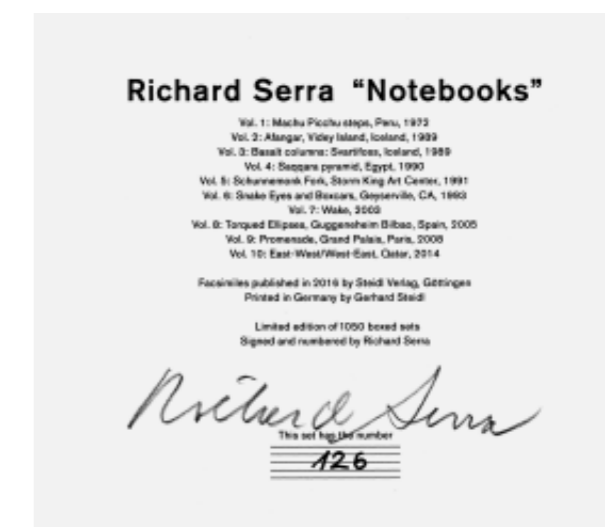 Richard Serra “Notebooks”
Vol. 1: Machu Picchu steps, Peru, 1972
Vol. 2: Afangar, Videy Island, Iceland, 1989
Vol. 3: Basalt columns: Svartifoss, Iceland, 1989
Vol. 4: Saqqara pyramid, Egypt, 1990
Vol. 5: Schunnemonk Fork, Storm King Art Center, 1991
Vol. 6: Snake Eyes and Boxcars, Geyserville, CA, 1993
Vol. 7: Wake, 2003
Vol. 8: Torqued Ellipses, Guggenheim Bilbao, Spain, 2005
Vol. 9: Promenade, Grand Palais, Paris, 2008
Vol. 10: East-West/West-East, Qatar, 2014
Facsimiles published in 2016 by Steidl Verlag, Göttingen
Printed in Germany by Gerhard Steidl
Limited edition of 1050 boxed sets
Signed and numbered by Richard Serra
Richard Serra
This set has the number
126